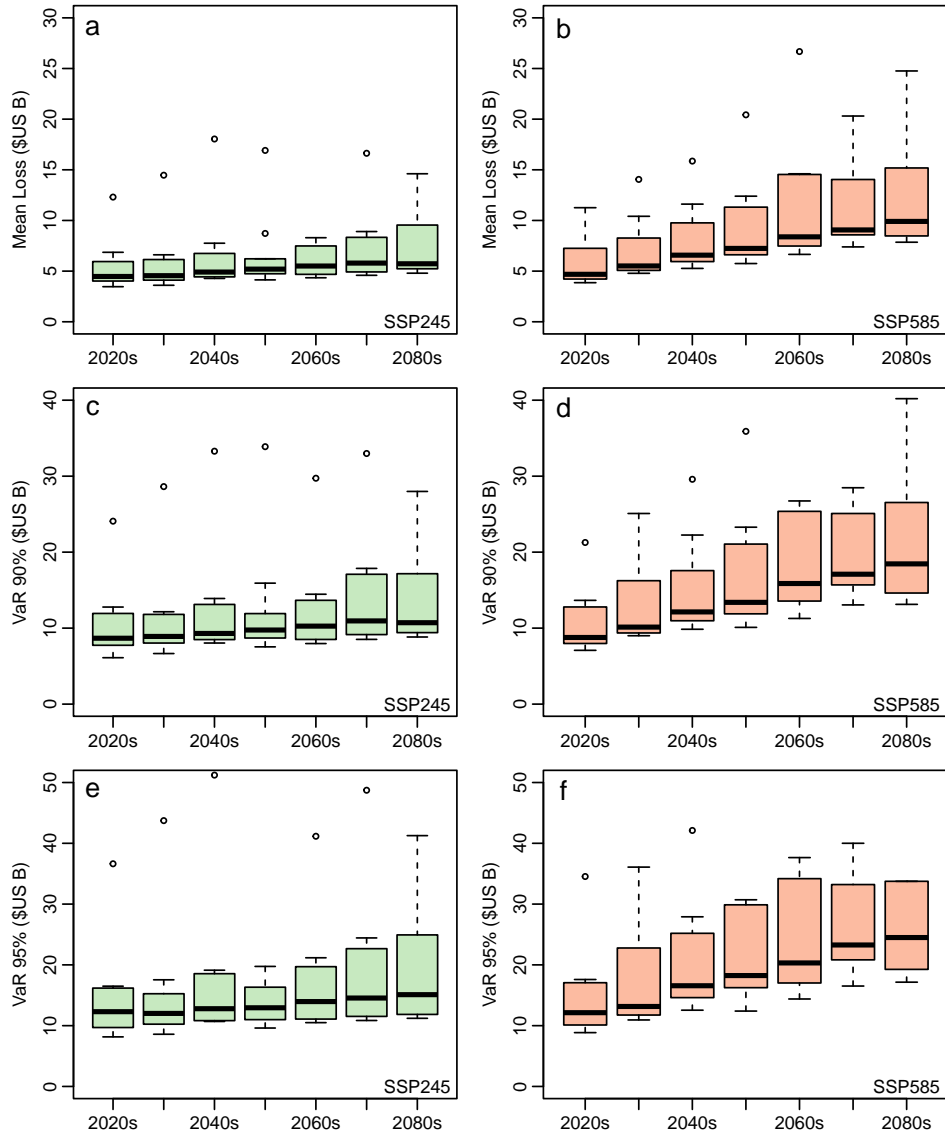 a
Mean Loss ($US B)
0 5 10 15 20 25 30
2020s 2040s 2060s 2080s
SSP245
b
Mean Loss ($US B)
0 5 10 15 20 25 30
2020s 2040s 2060s 2080s
SSP585
c
VaR 90% ($US B)
0 10 20 30 40
2020s 2040s 2060s 2080s
SSP245
d
VaR 90% ($US B)
0 10 20 30 40
2020s 2040s 2060s 2080s
SSP585
e
VaR 95% ($US B)
0 10 20 30 40 50
2020s 2040s 2060s 2080s
SSP245
f
VaR 95% ($US B)
0 10 20 30 40 50
2020s 2040s 2060s 2080s
SSP585